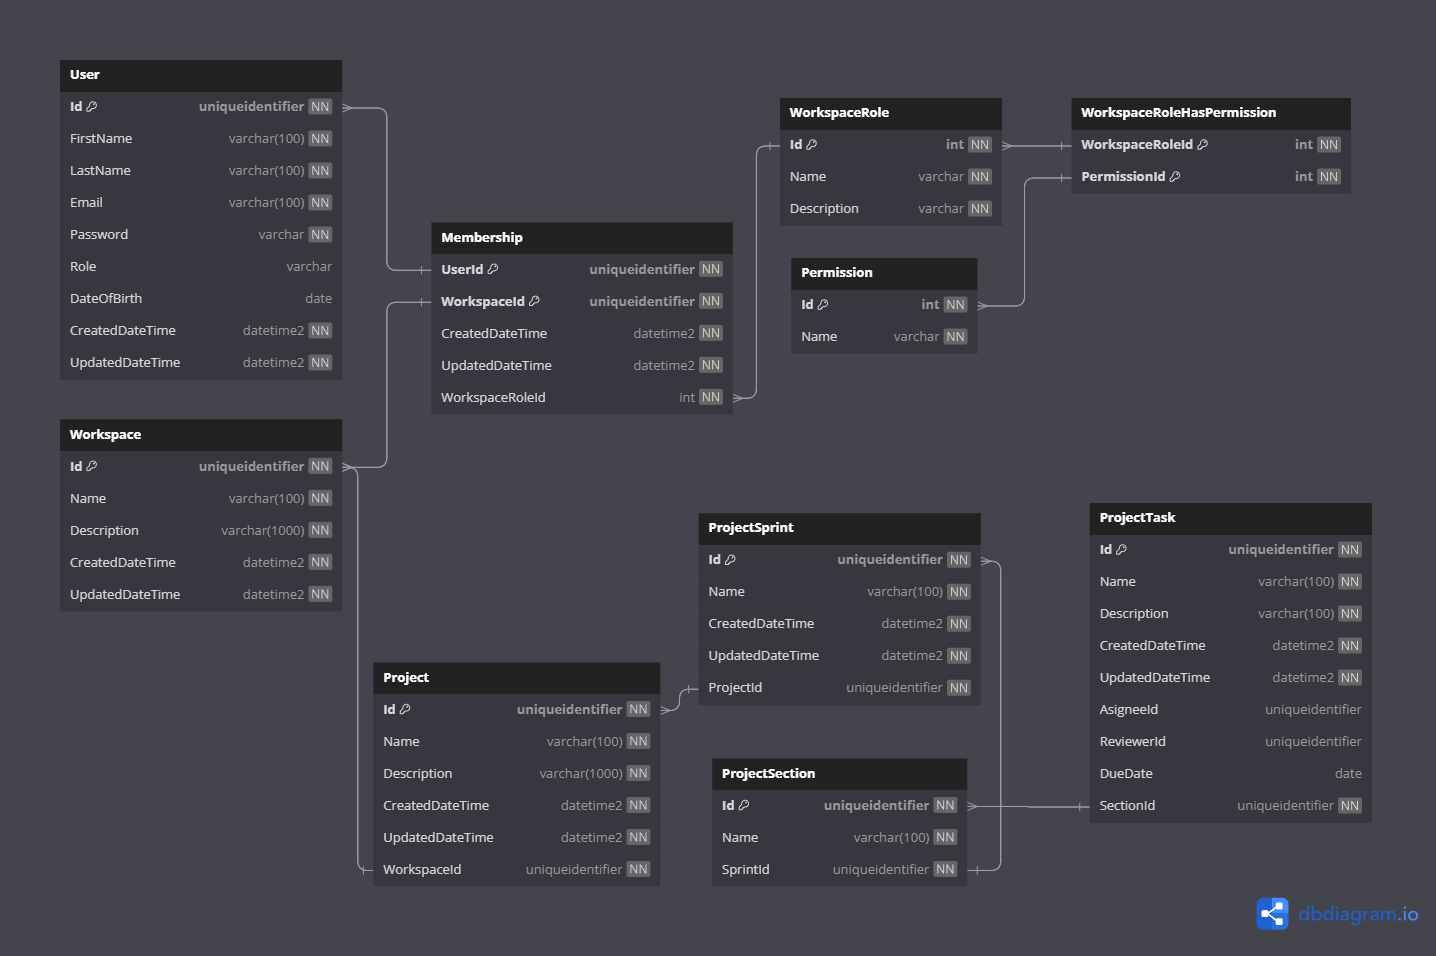 User
Id uniqueidentifier NN
FirstName varchar(100) NN
LastName varchar(100) NN
Email varchar(100) NN
Password varchar NN
Role varchar
DateOfBirth date
CreatedDateTime datetime2 NN
UpdatedDateTime datetime2 NN
Workspace
Id uniqueidentifier NN
Name varchar(100) NN
Description varchar(1000) NN
CreatedDateTime datetime2 NN
UpdatedDateTime datetime2 NN
Membership
UserId uniqueidentifier NN
WorkspaceId uniqueidentifier NN
CreatedDateTime datetime2 NN
UpdatedDateTime datetime2 NN
WorkspaceRoleId int NN
WorkspaceRole
Id int NN
Name varchar NN
Description varchar NN
WorkspaceRoleHasPermission
WorkspaceRoleId int NN
PermissionId int NN
Permission
Id int NN
Name varchar NN
Project
Id uniqueidentifier NN
Name varchar(100) NN
Description varchar(1000) NN
CreatedDateTime datetime2 NN
UpdatedDateTime datetime2 NN
WorkspaceId uniqueidentifier NN
ProjectSprint
Id uniqueidentifier NN
Name varchar(100) NN
CreatedDateTime datetime2 NN
UpdatedDateTime datetime2 NN
ProjectId uniqueidentifier NN
ProjectSection
Id uniqueidentifier NN
Name varchar(100) NN
SprintId uniqueidentifier NN
ProjectTask
Id uniqueidentifier NN
Name varchar(100) NN
Description varchar(100) NN
CreatedDateTime datetime2 NN
UpdatedDateTime datetime2 NN
AsigneeId uniqueidentifier
ReviewerId uniqueidentifier
DueDate date
SectionId uniqueidentifier NN
dbdiagram.io